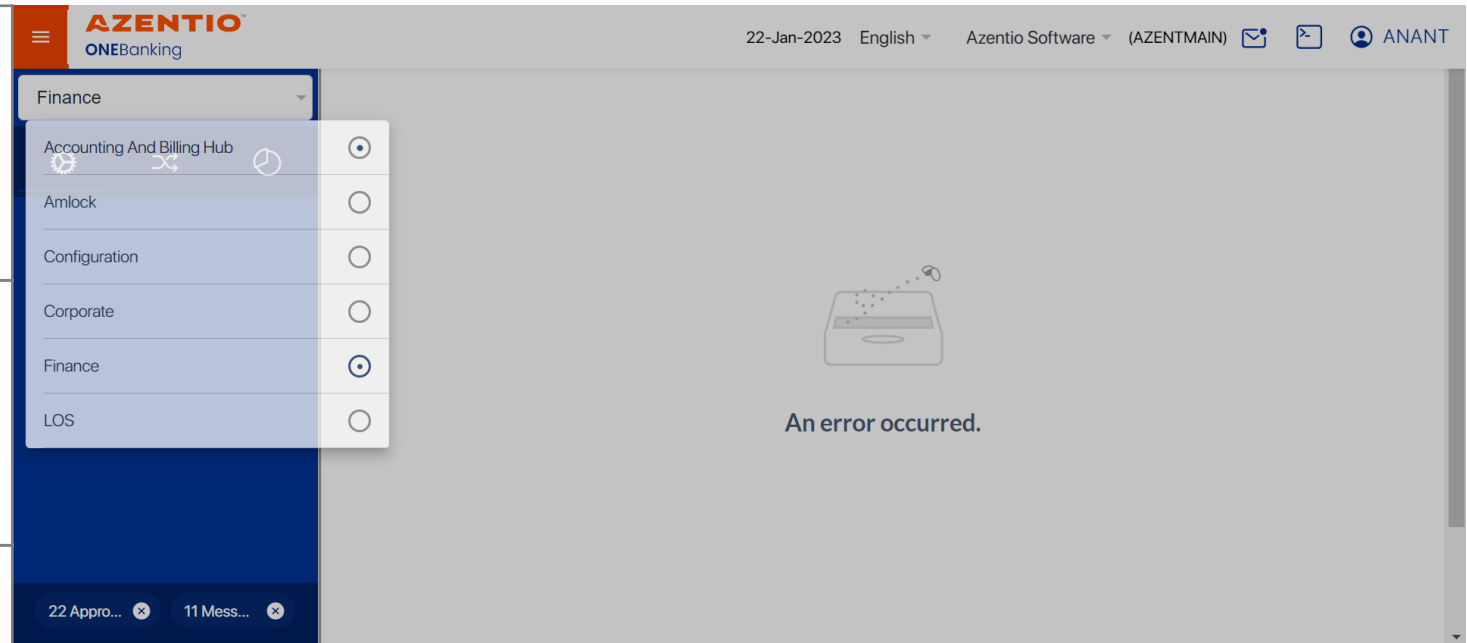 AZENTIO™
ONEBanking
22-Jan-2023 English Azentio Software (AZENTMAIN) ANANT
Finance
Accounting And Billing Hub
Amlock
Configuration
Corporate
Finance
LOS
An error occurred.
22 Appro... 11 Mess...